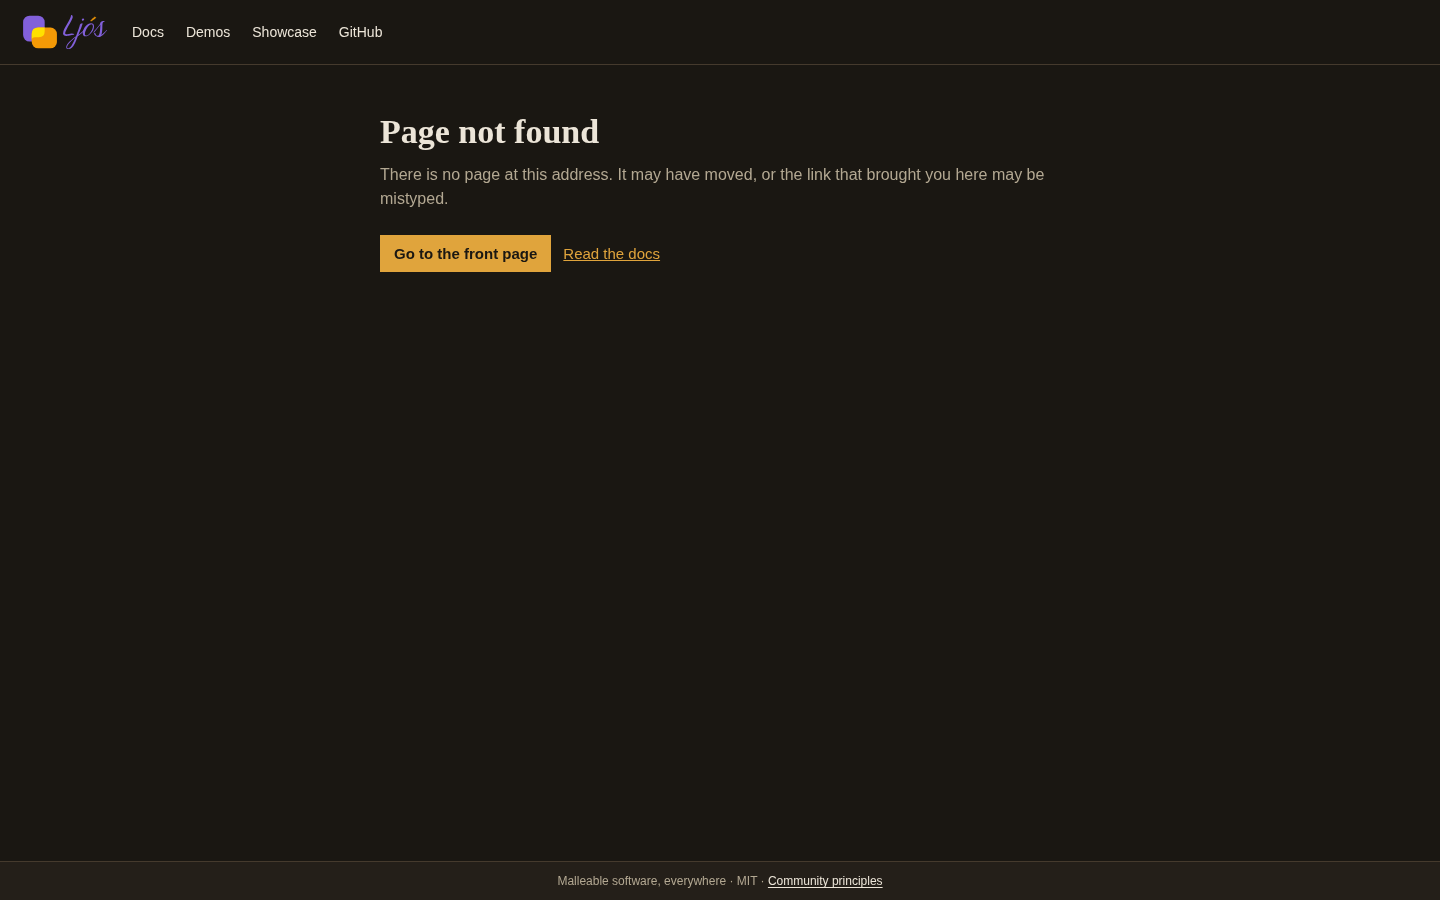 Ljós
Docs
Demos
Showcase
GitHub
Page not found
There is no page at this address. It may have moved, or the link that brought you here may be
mistyped.
Go to the front page
Read the docs
Malleable software, everywhere · MIT · Community principles